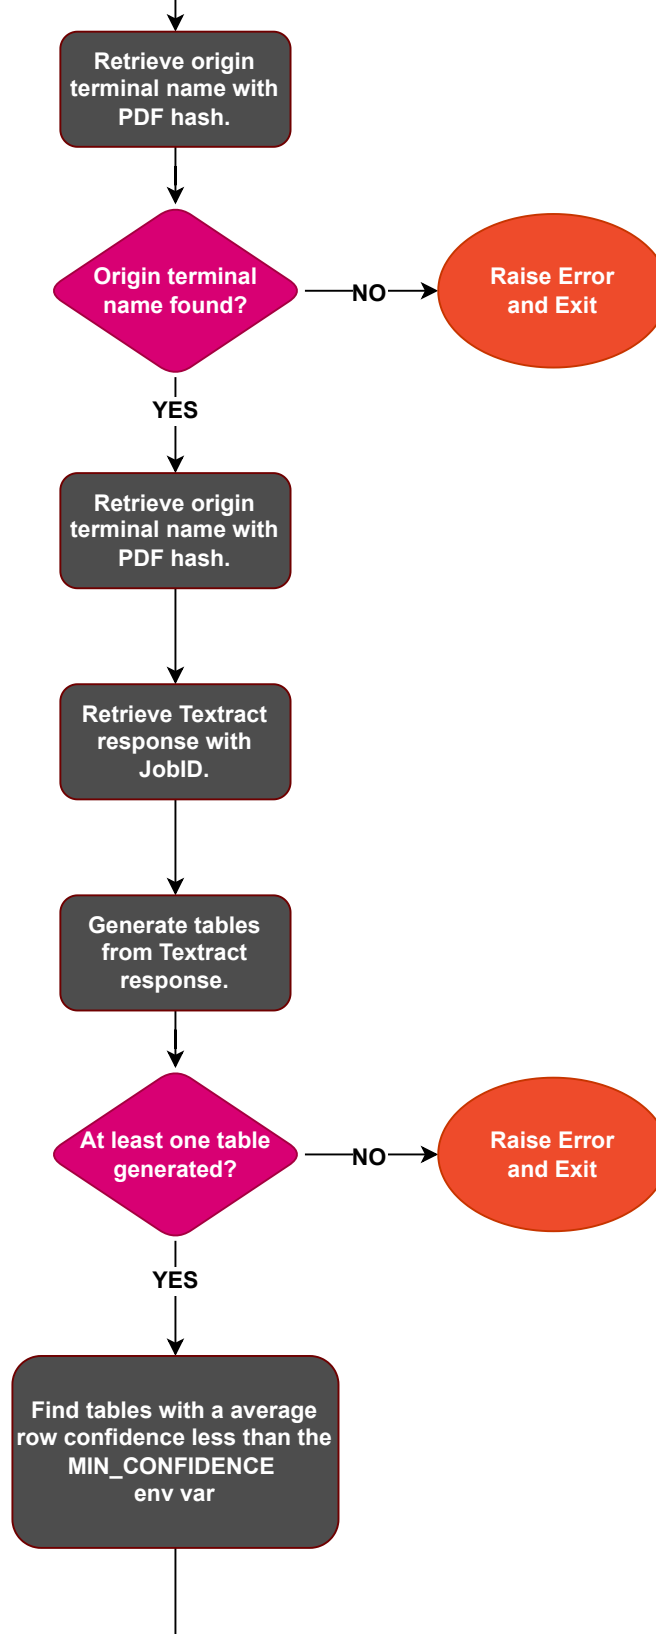 Retrieve origin
terminal name with
PDF hash.
Origin terminal
name found?
NO
Raise Error
and Exit
YES
Retrieve origin
terminal name with
PDF hash.
Retrieve Textract
response with
JobID.
Generate tables
from Textract
response.
At least one table
generated?
NO
Raise Error
and Exit
YES
Find tables with a average
row confidence less than the
MIN_CONFIDENCE
env var